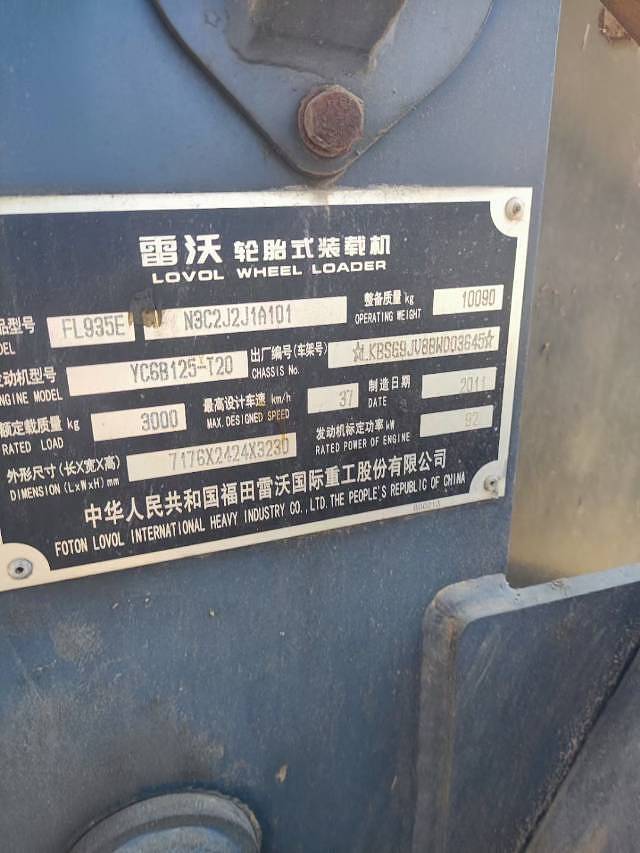 雷沃 轮胎式装载机
LOVOL WHEEL LOADER
品型号 FL935E N3C2J2J1A101 整备质量 kg 10090
DEL OPERATING WEIGHT
发动机型号 YC6B125-T20 出厂编号(车架号)
ENGINE MODEL CHASSIS No. ☆LKBSG9JV8BW003645☆
额定载质量 kg 3000 最高设计车速 km/h 37 制造日期 2011
RATED LOAD MAX. DESIGNED SPEED DATE
外形尺寸(长X宽X高) 7176X2424X3230 发动机标定功率 kW 92
DIMENSION (LxWxH) mm RATED POWER OF ENGINE
中华人民共和国福田雷沃国际重工股份有限公司
FOTON LOVOL INTERNATIONAL HEAVY INDUSTRY CO., LTD. THE PEOPLE'S REPUBLIC OF CHINA